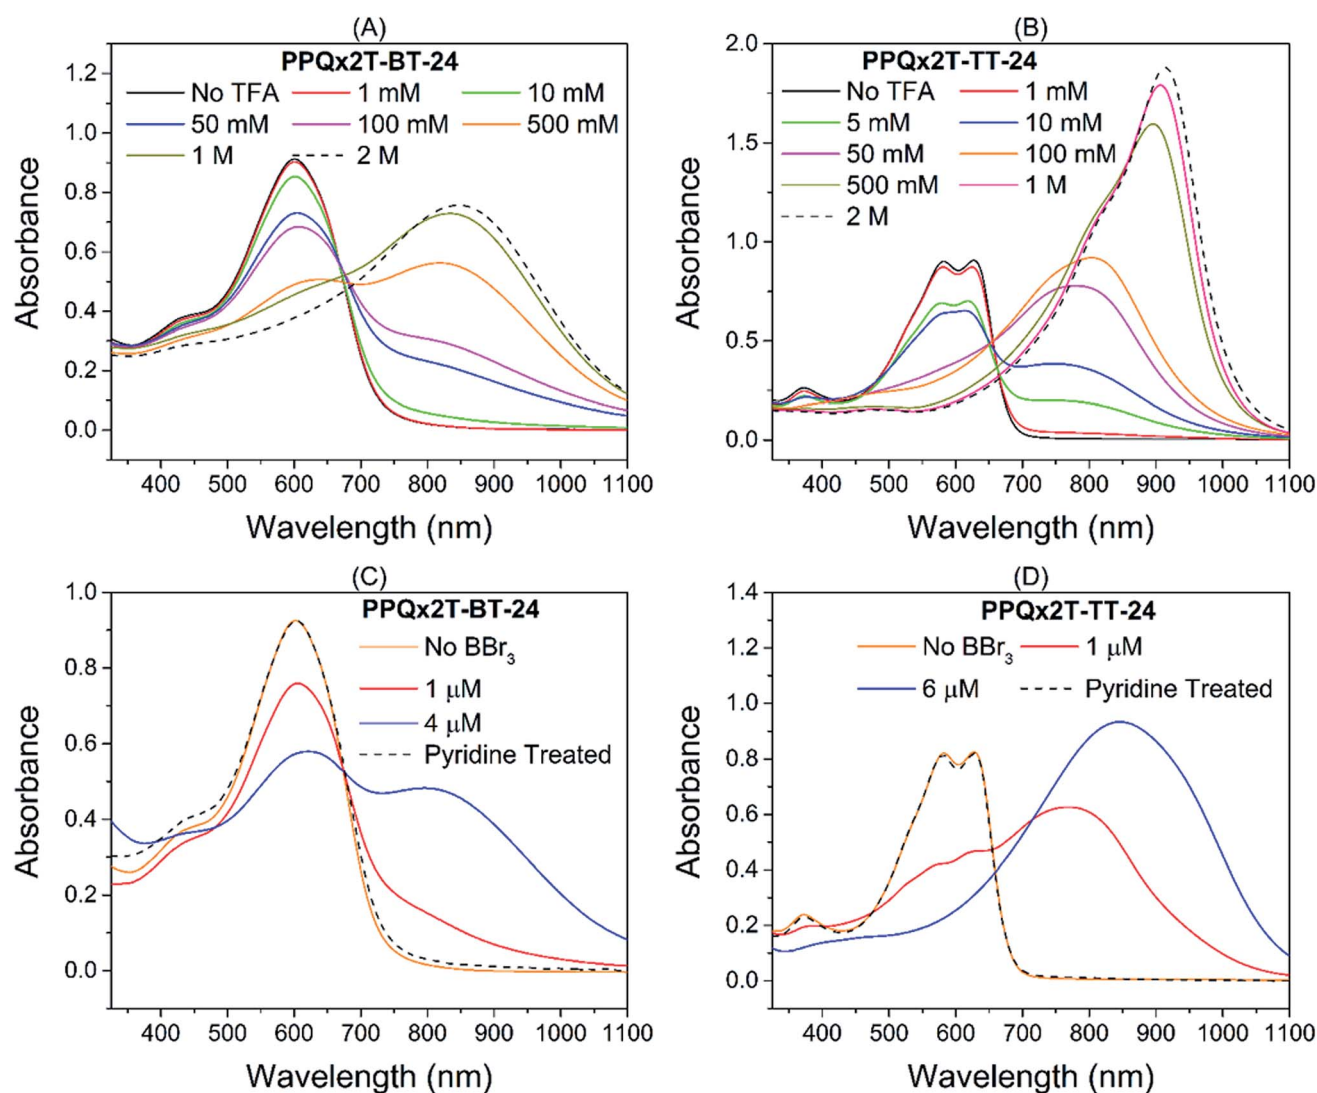 (A)
PPQx2T-BT-24
No TFA 1 mM 10 mM
50 mM 100 mM 500 mM
1 M 2 M
1.2
1.0
0.8
0.6
0.4
0.2
0.0
Absorbance
400 500 600 700 800 900 1000 1100
Wavelength (nm)
(B)
PPQx2T-TT-24
No TFA 1 mM
5 mM 10 mM
50 mM 100 mM
500 mM 1 M
2 M
2.0
1.5
1.0
0.5
0.0
Absorbance
400 500 600 700 800 900 1000 1100
Wavelength (nm)
(C)
PPQx2T-BT-24
No BBr₃
1 μM
4 μM
Pyridine Treated
1.0
0.8
0.6
0.4
0.2
0.0
Absorbance
400 500 600 700 800 900 1000 1100
Wavelength (nm)
(D)
PPQx2T-TT-24
No BBr₃ 1 μM
6 μM Pyridine Treated
1.4
1.2
1.0
0.8
0.6
0.4
0.2
0.0
Absorbance
400 500 600 700 800 900 1000 1100
Wavelength (nm)